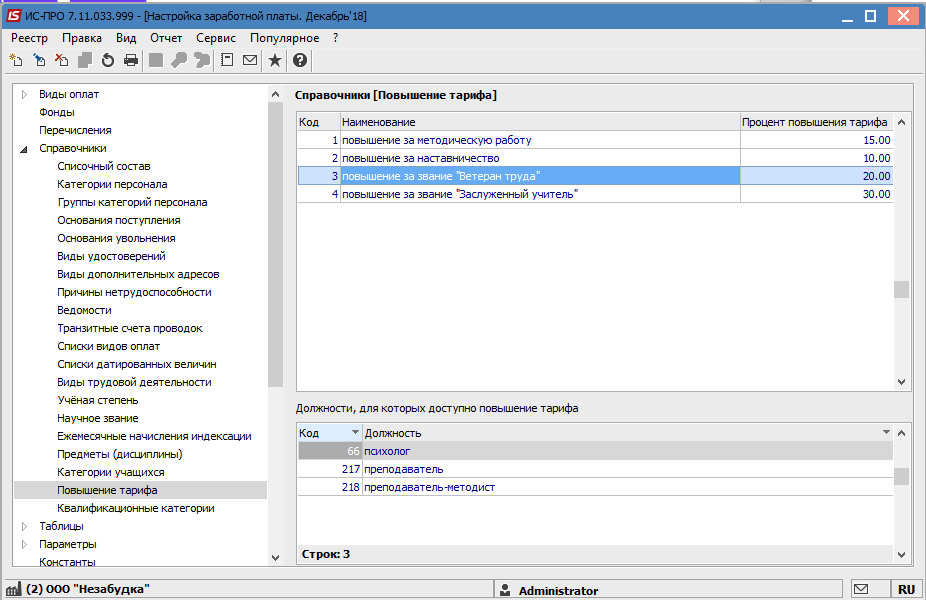 ИС-ПРО 7.11.033.999 - [Настройка заработной платы. Декабрь'18]
Реестр Правка Вид Отчет Сервис Популярное ?
Виды оплат
Фонды
Перечисления
Справочники
Списочный состав
Категории персонала
Группы категорий персонала
Основания поступления
Основания увольнения
Виды удостоверений
Виды дополнительных адресов
Причины нетрудоспособности
Ведомости
Транзитные счета проводок
Списки видов оплат
Списки датированных величин
Виды трудовой деятельности
Учёная степень
Научное звание
Ежемесячные начисления индексации
Предметы (дисциплины)
Категории учащихся
Повышение тарифа
Квалификационные категории
Таблицы
Параметры
Константы
Справочники [Повышение тарифа]
Код Наименование Процент повышения тарифа
1 повышение за методическую работу 15.00
2 повышение за наставничество 10.00
3 повышение за звание "Ветеран труда" 20.00
4 повышение за звание "Заслуженный учитель" 30.00
Должности, для которых доступно повышение тарифа
Код Должность
66 психолог
217 преподаватель
218 преподаватель-методист
Строк: 3
(2) ООО "Незабудка" Administrator RU